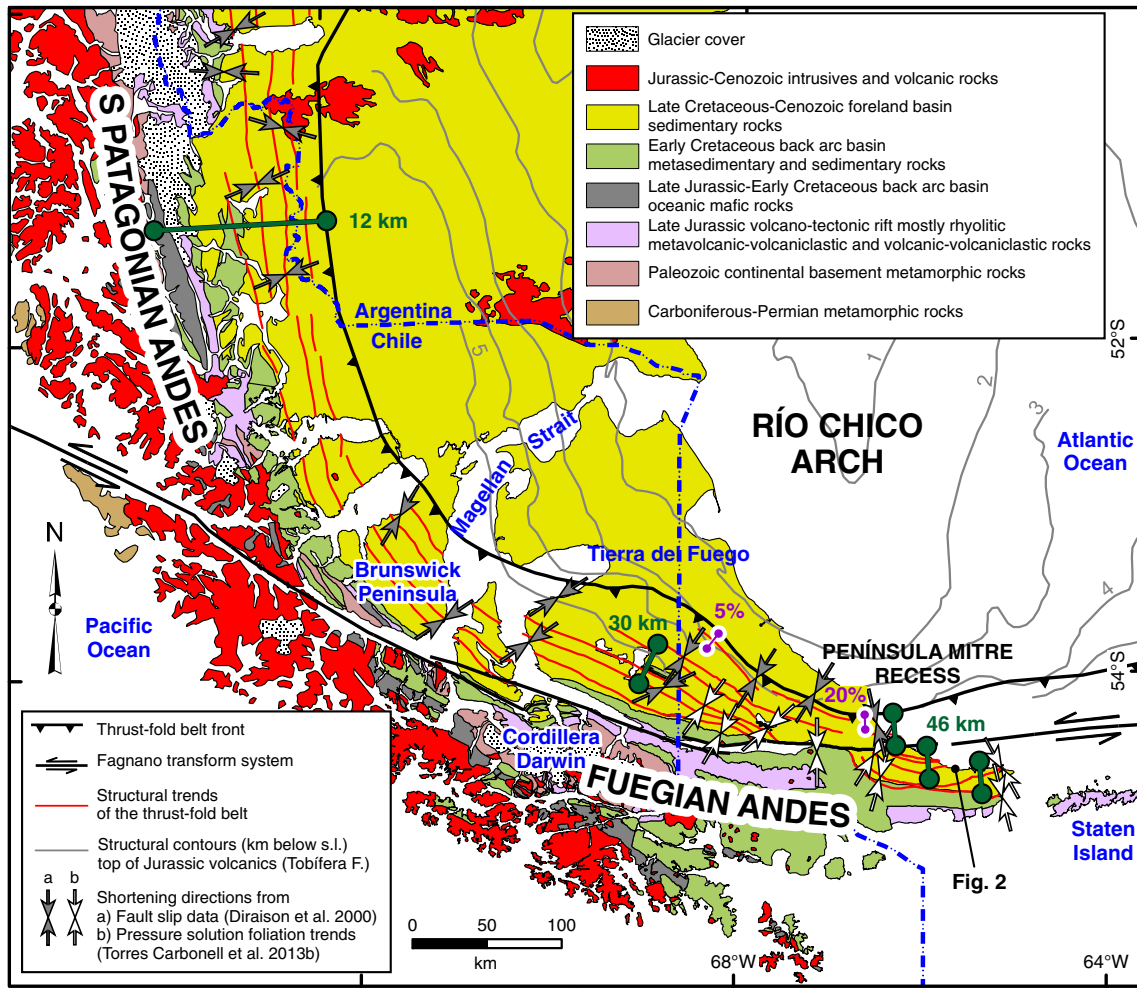 Glacier cover
Jurassic-Cenozoic intrusives and volcanic rocks
Late Cretaceous-Cenozoic foreland basin
sedimentary rocks
Early Cretaceous back arc basin
metasedimentary and sedimentary rocks
Late Jurassic-Early Cretaceous back arc basin
oceanic mafic rocks
Late Jurassic volcano-tectonic rift mostly rhyolitic
metavolcanic-volcaniclastic and volcanic-volcaniclastic rocks
Paleozoic continental basement metamorphic rocks
Carboniferous-Permian metamorphic rocks
S PATAGONIAN ANDES
12 km
Argentina
Chile
5
1
2
3
4
52°S
RÍO CHICO
ARCH
Atlantic
Ocean
Magellan Strait
Tierra del Fuego
Brunswick
Peninsula
N
Pacific
Ocean
30 km
5%
PENÍNSULA MITRE
RECESS
54°S
20%
46 km
Cordillera
Darwin
FUEGIAN ANDES
Staten
Island
Fig. 2
Thrust-fold belt front
Fagnano transform system
Structural trends
of the thrust-fold belt
Structural contours (km below s.l.)
top of Jurassic volcanics (Tobífera F.)
a b
Shortening directions from
a) Fault slip data (Diraison et al. 2000)
b) Pressure solution foliation trends
(Torres Carbonell et al. 2013b)
0 50 100
km
68°W
64°W